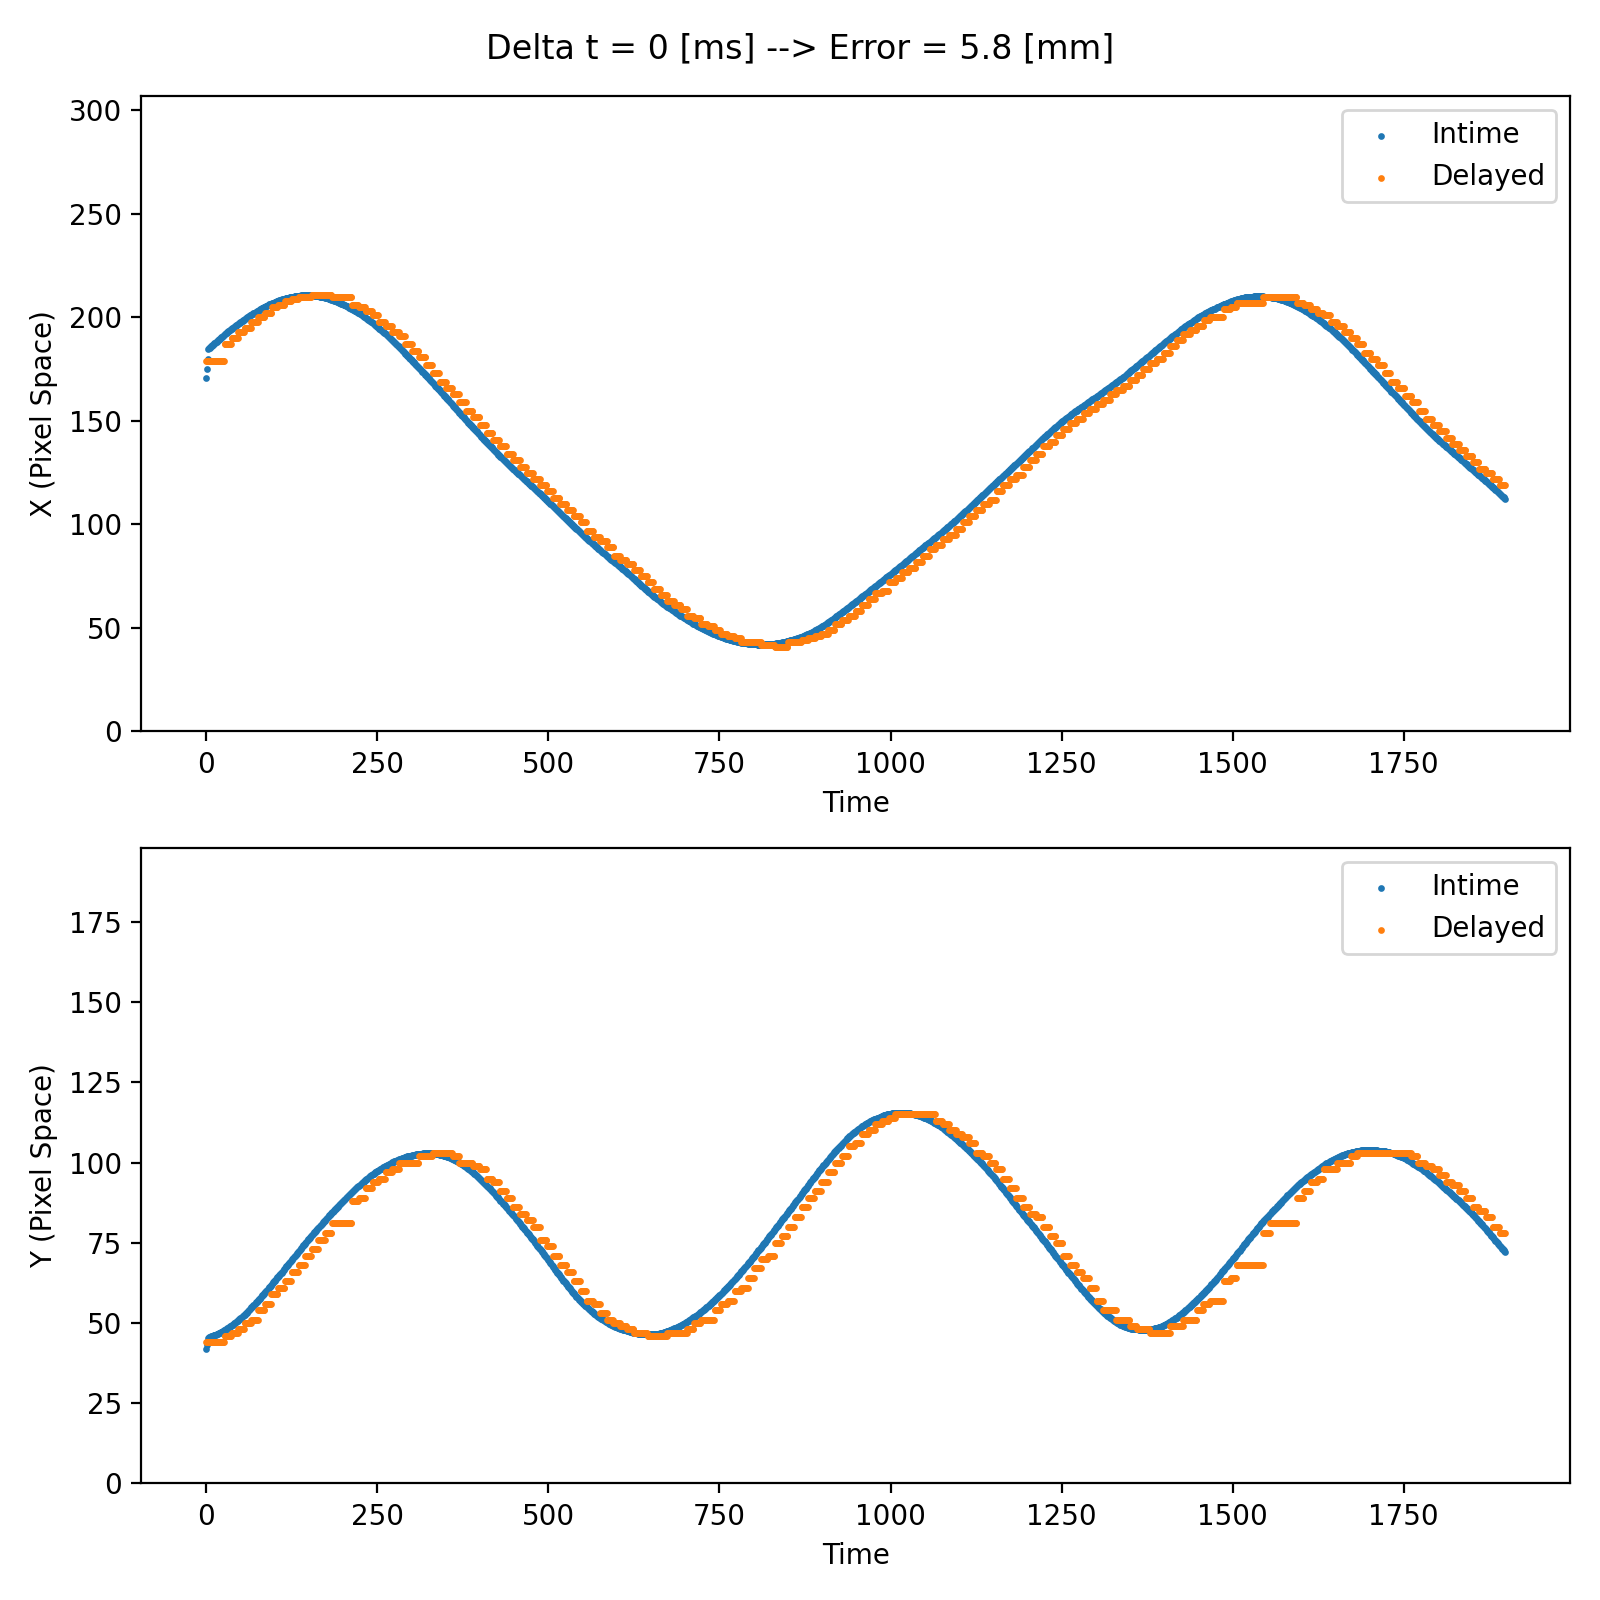 Delta t = 0 [ms] --> Error = 5.8 [mm]
300
250
200
150
100
50
0
X (Pixel Space)
Intime
Delayed
0 250 500 750 1000 1250 1500 1750
Time
175
150
125
100
75
50
25
0
Y (Pixel Space)
Intime
Delayed
0 250 500 750 1000 1250 1500 1750
Time